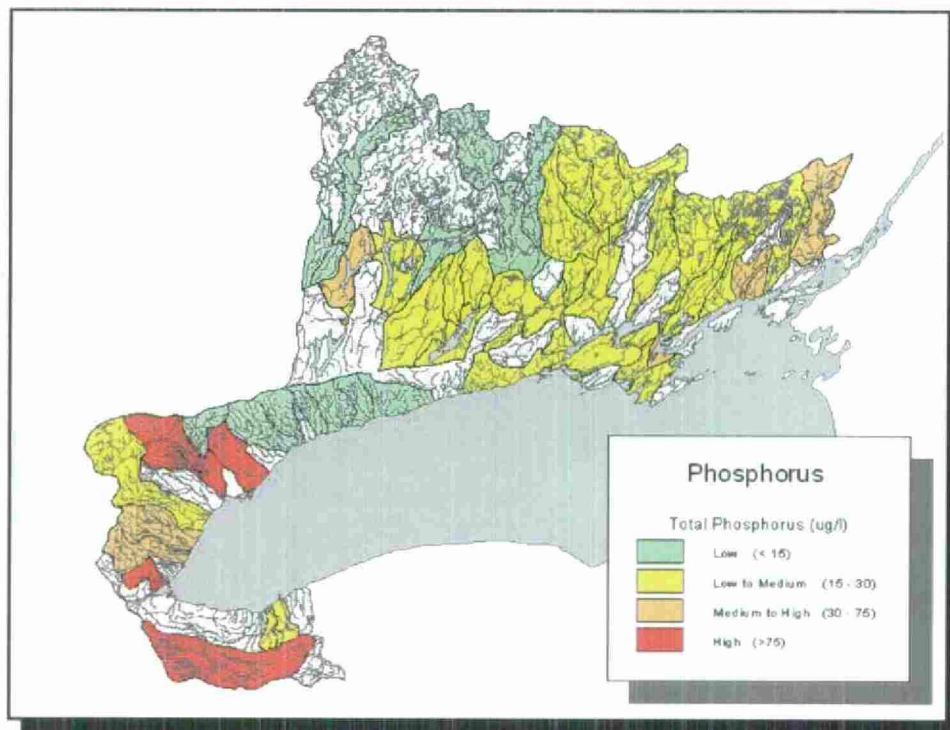 Phosphorus
Total Phosphorus (ug/l)
Low (< 15)
Low to Medium (15 - 30)
Medium to High (30 - 75)
High (>75)